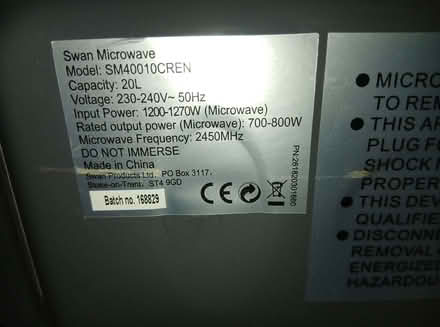 Swan Microwave
Model: SM40010CREN
Capacity: 20L
Voltage: 230-240V~ 50Hz
Input Power: 1200-1270W (Microwave)
Rated output power (Microwave): 700-800W
Microwave Frequency: 2450MHz
DO NOT IMMERSE
Made in China
Swan Products Ltd., PO Box 3117,
Stoke-on-Trent, ST4 9GD
Batch no. 168829
CE
● MICRO
TO REM
● THIS AP
PLUG FO
SHOCK
PROPER
● THIS DEV
QUALIFIE
● DISCONN
REMOVAL
ENERGIZED
HAZARDOU